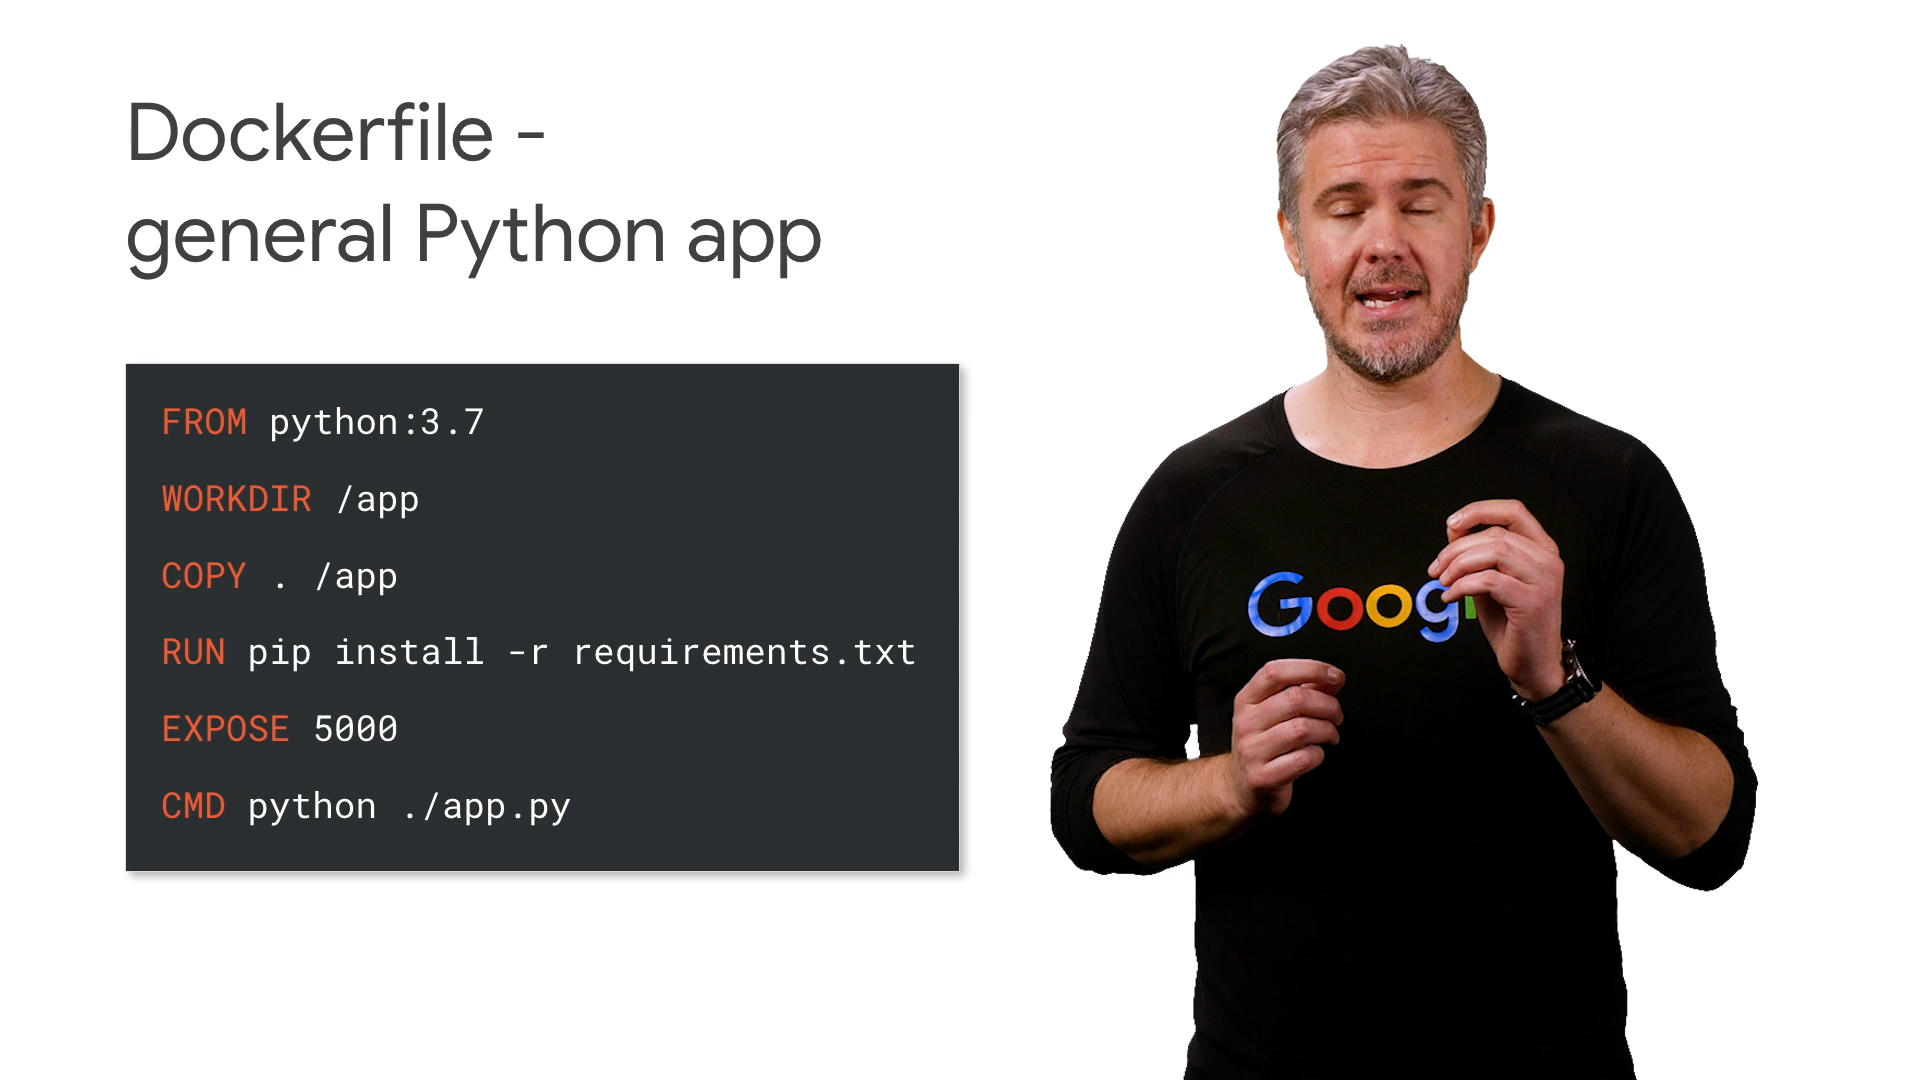 Dockerfile -
general Python app
FROM python:3.7
WORKDIR /app
COPY . /app
RUN pip install -r requirements.txt
EXPOSE 5000
CMD python ./app.py
Googl